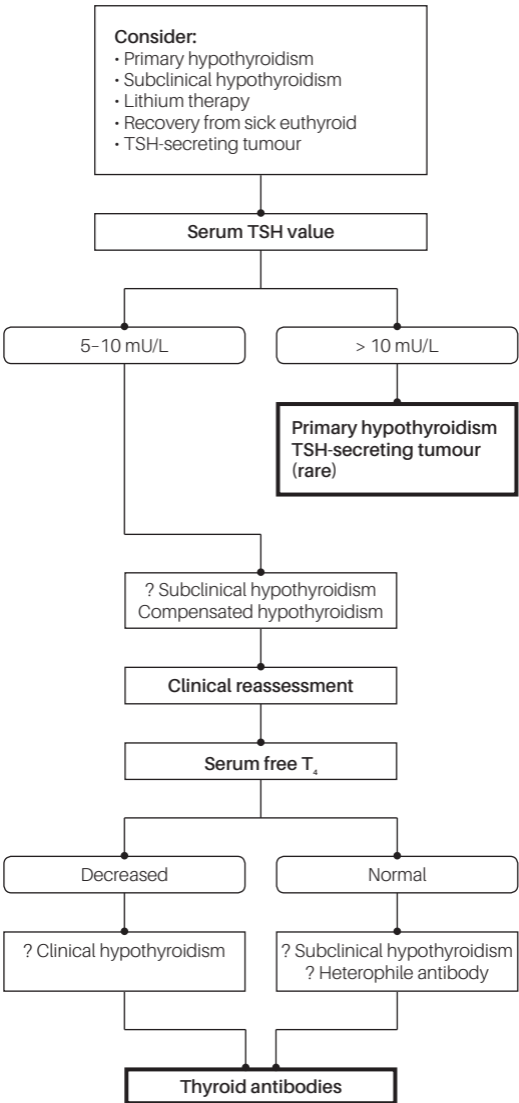 Consider:
• Primary hypothyroidism
• Subclinical hypothyroidism
• Lithium therapy
• Recovery from sick euthyroid
• TSH-secreting tumour
Serum TSH value
5–10 mU/L
> 10 mU/L
Primary hypothyroidism
TSH-secreting tumour
(rare)
? Subclinical hypothyroidism
Compensated hypothyroidism
Clinical reassessment
Serum free T₄
Decreased
Normal
? Clinical hypothyroidism
? Subclinical hypothyroidism
? Heterophile antibody
Thyroid antibodies